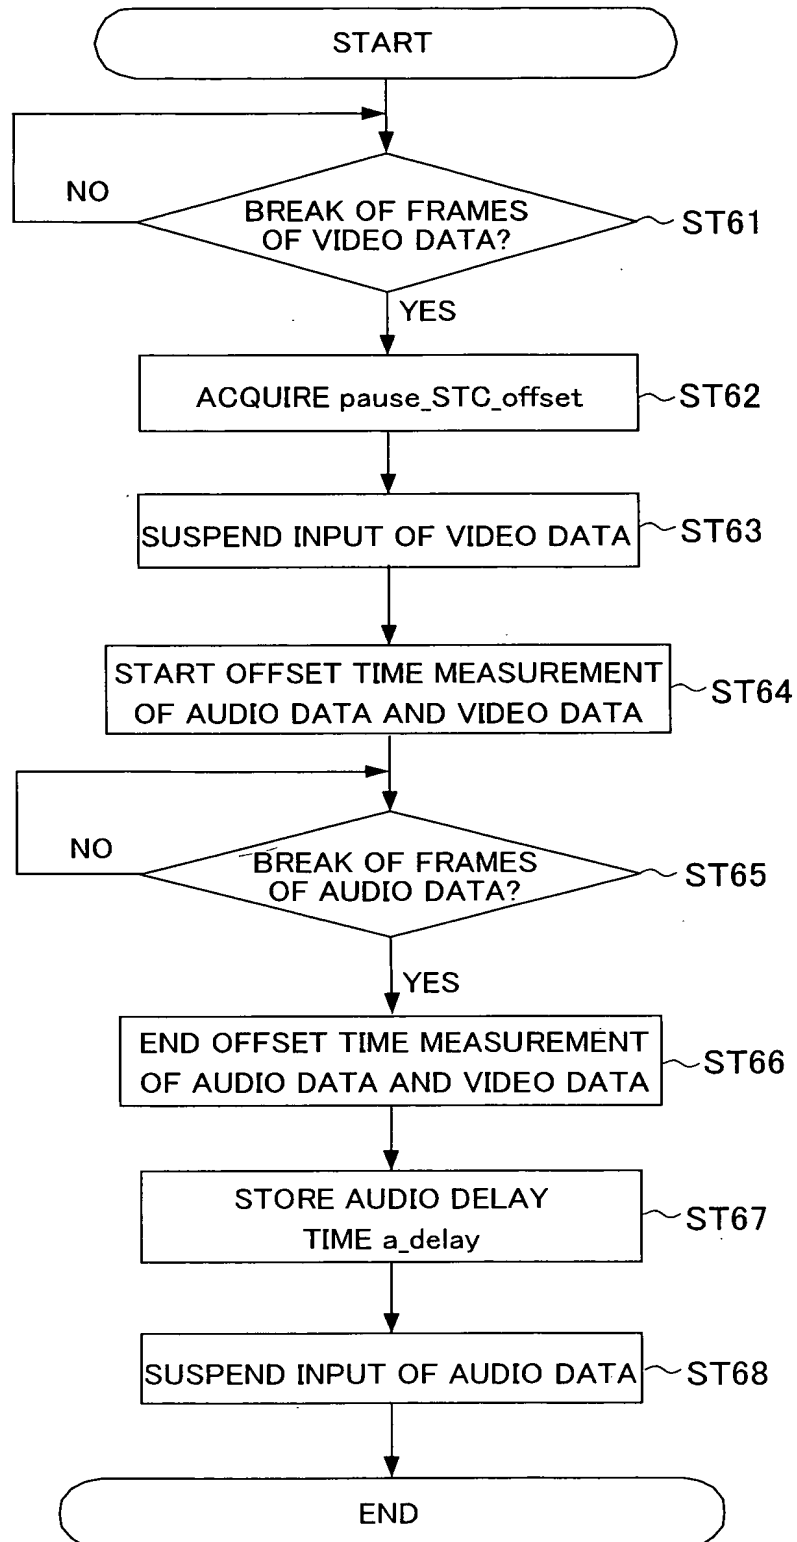 START
NO
BREAK OF FRAMES
OF VIDEO DATA?
ST61
YES
ACQUIRE pause_STC_offset
ST62
SUSPEND INPUT OF VIDEO DATA
ST63
START OFFSET TIME MEASUREMENT
OF AUDIO DATA AND VIDEO DATA
ST64
NO
BREAK OF FRAMES
OF AUDIO DATA?
ST65
YES
END OFFSET TIME MEASUREMENT
OF AUDIO DATA AND VIDEO DATA
ST66
STORE AUDIO DELAY
TIME a_delay
ST67
SUSPEND INPUT OF AUDIO DATA
ST68
END